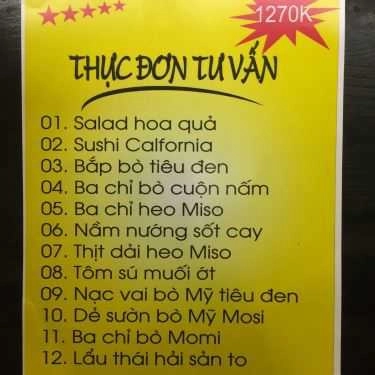 1270K
THỰC ĐƠN TƯ VẤN
01. Salad hoa quả
02. Sushi Calfornia
03. Bắp bò tiêu đen
04. Ba chỉ bò cuộn nấm
05. Ba chỉ heo Miso
06. Nầm nướng sốt cay
07. Thịt dải heo Miso
08. Tôm sú muối ớt
09. Nạc vai bò Mỹ tiêu đen
10. Dẻ sườn bò Mỹ Mosi
11. Ba chỉ bò Momi
12. Lẩu thái hải sản to